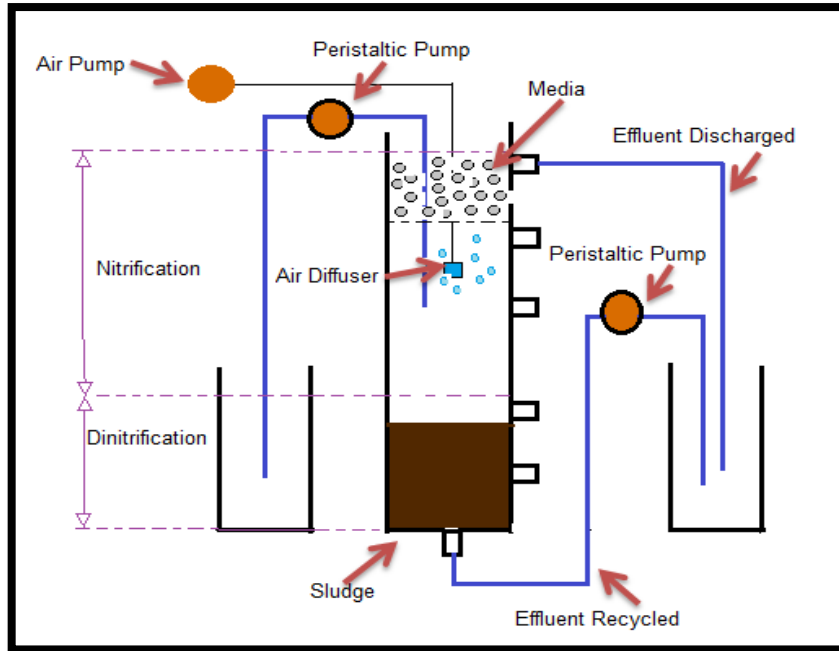 Peristaltic Pump
Air Pump
Media
Effluent Discharged
Peristaltic Pump
Nitrification
Air Diffuser
Dinitrification
Sludge
Effluent Recycled